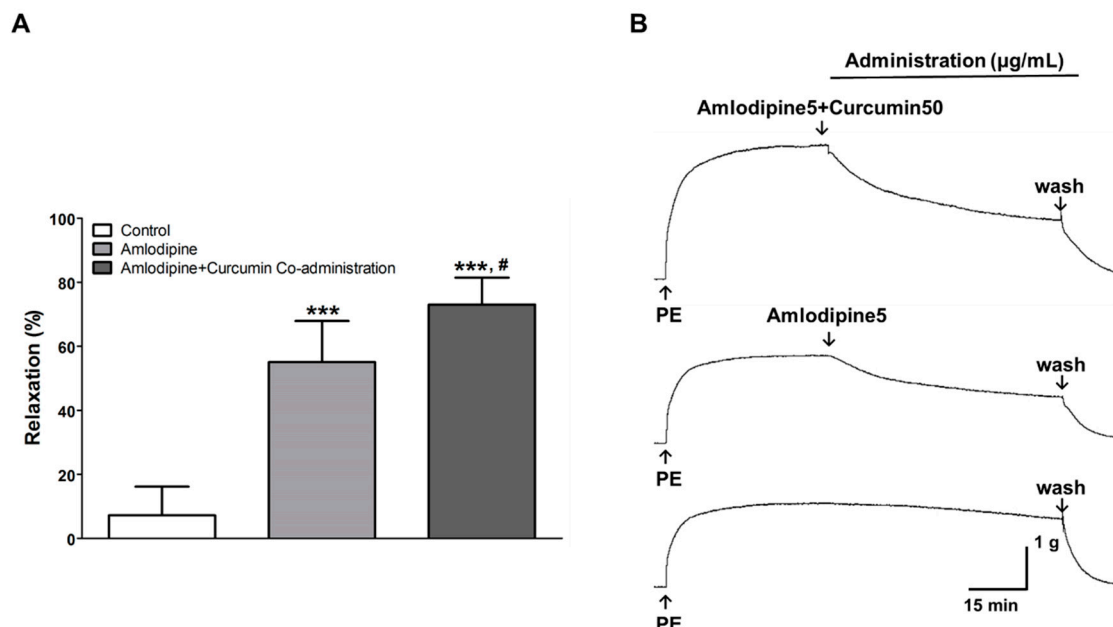 A
100
80
60
40
20
0
Relaxation (%)
Control
Amlodipine
Amlodipine+Curcumin Co-administration
***
***, #
B
Administration (µg/mL)
Amlodipine5+Curcumin50
wash
PE
Amlodipine5
wash
PE
wash
1 g
15 min
PE